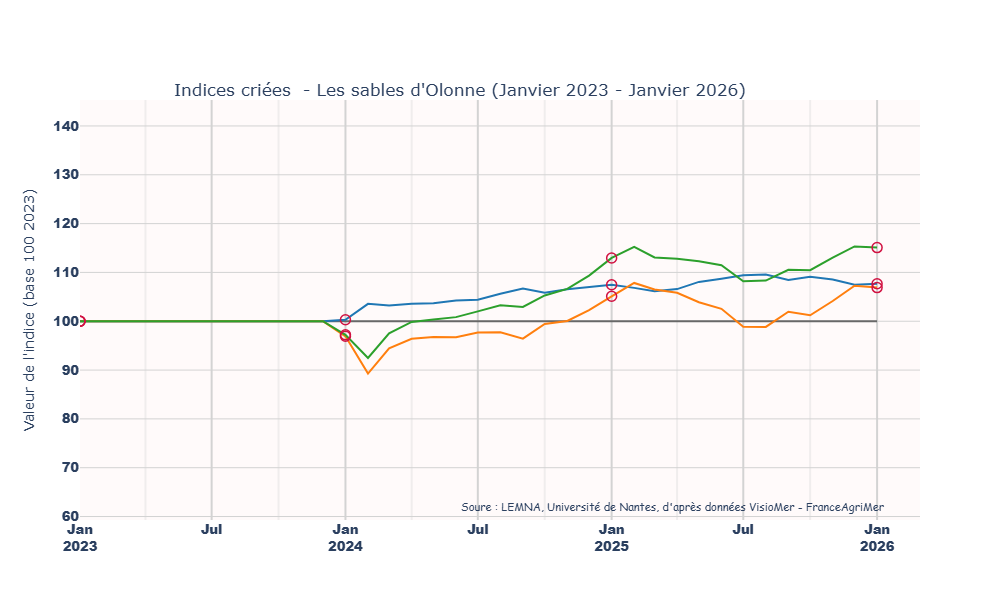 Indices criées  - Les sables d'Olonne (Janvier 2023 - Janvier 2026)
Valeur de l'Indice (base 100 2023)
140
130
120
110
100
90
80
70
60
Soure : LEMNA, Université de Nantes, d'après données VisioMer - FranceAgriMer
Jan Jul Jan Jul Jan Jul Jan
2023 2024 2025 2026